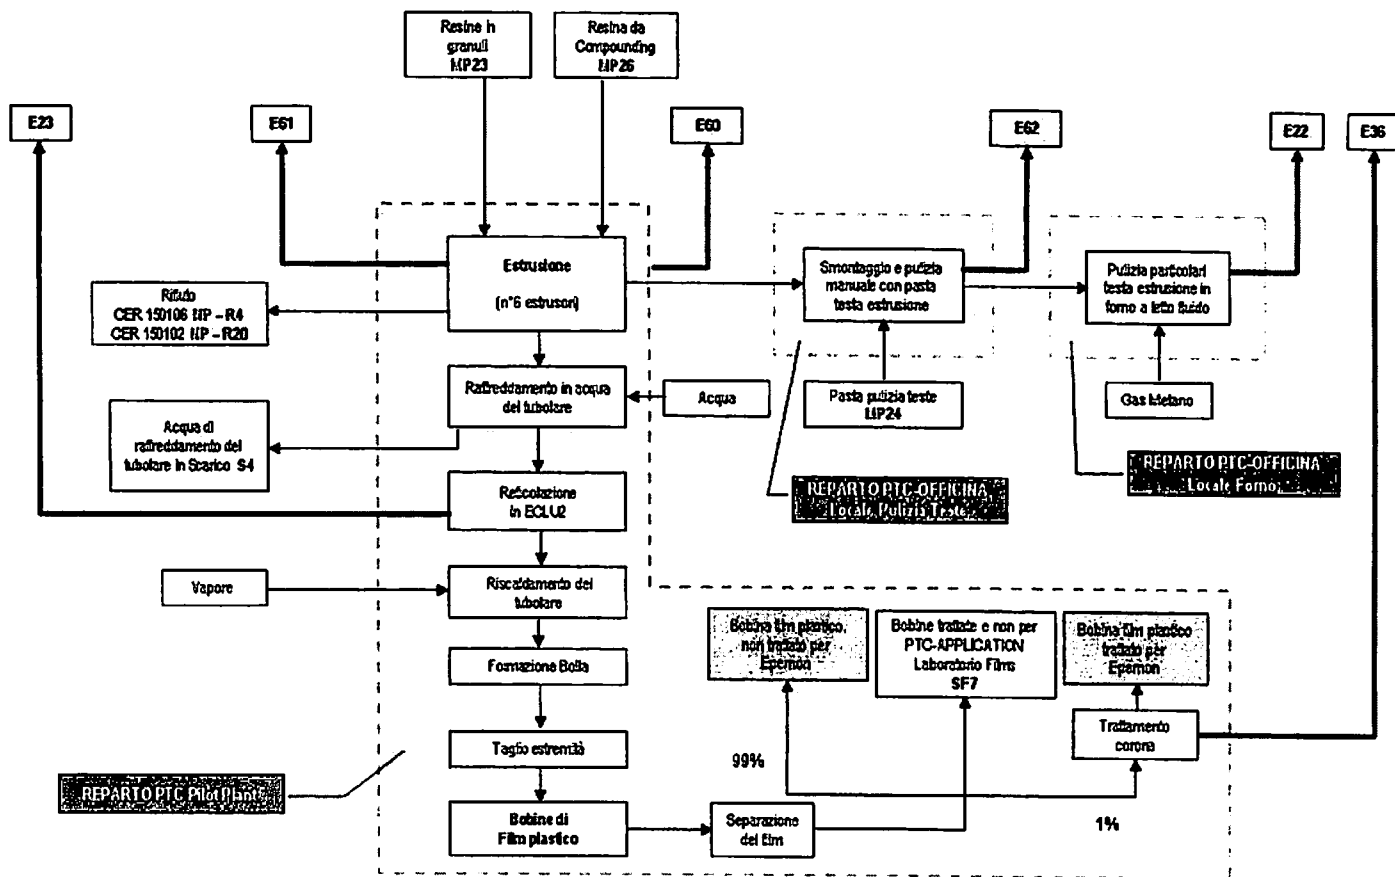 Resine in
granuli
MP23
Resina da
Compounding
MP26
E23
E61
E60
E62
E22
E36
Estrusione
(n°6 estrusori)
Smontaggio e pulizia
manuale con pasta
testa estrusione
Pulizia particolari
testa estrusione in
forno a letto fluido
Rifiuto
CER 150106 MP – R4
CER 150102 MP – R20
Raffreddamento in acqua
del tubolare
Acqua
Pasta pulizia teste
MP24
Gas Metano
Acqua di
raffreddamento del
tubolare in Scarico S4
REPARTO PTC-OFFICINA
Locale Pulizia Teste
REPARTO PTC-OFFICINA
Locale Forno
Reticolazione
in ECLU2
Vapore
Riscaldamento del
tubolare
Bobina film plastico,
non trattato per
Epernon
Bobine trattate e non per
PTC-APPLICATION
Laboratorio Films
SF7
Bobina film plastico
trattato per
Epernon
Formazione Bolla
Trattamento
corona
Taglio estremità
99%
REPARTO PTC Pilot Plant
Bobine di
Film plastico
Separazione
del film
1%